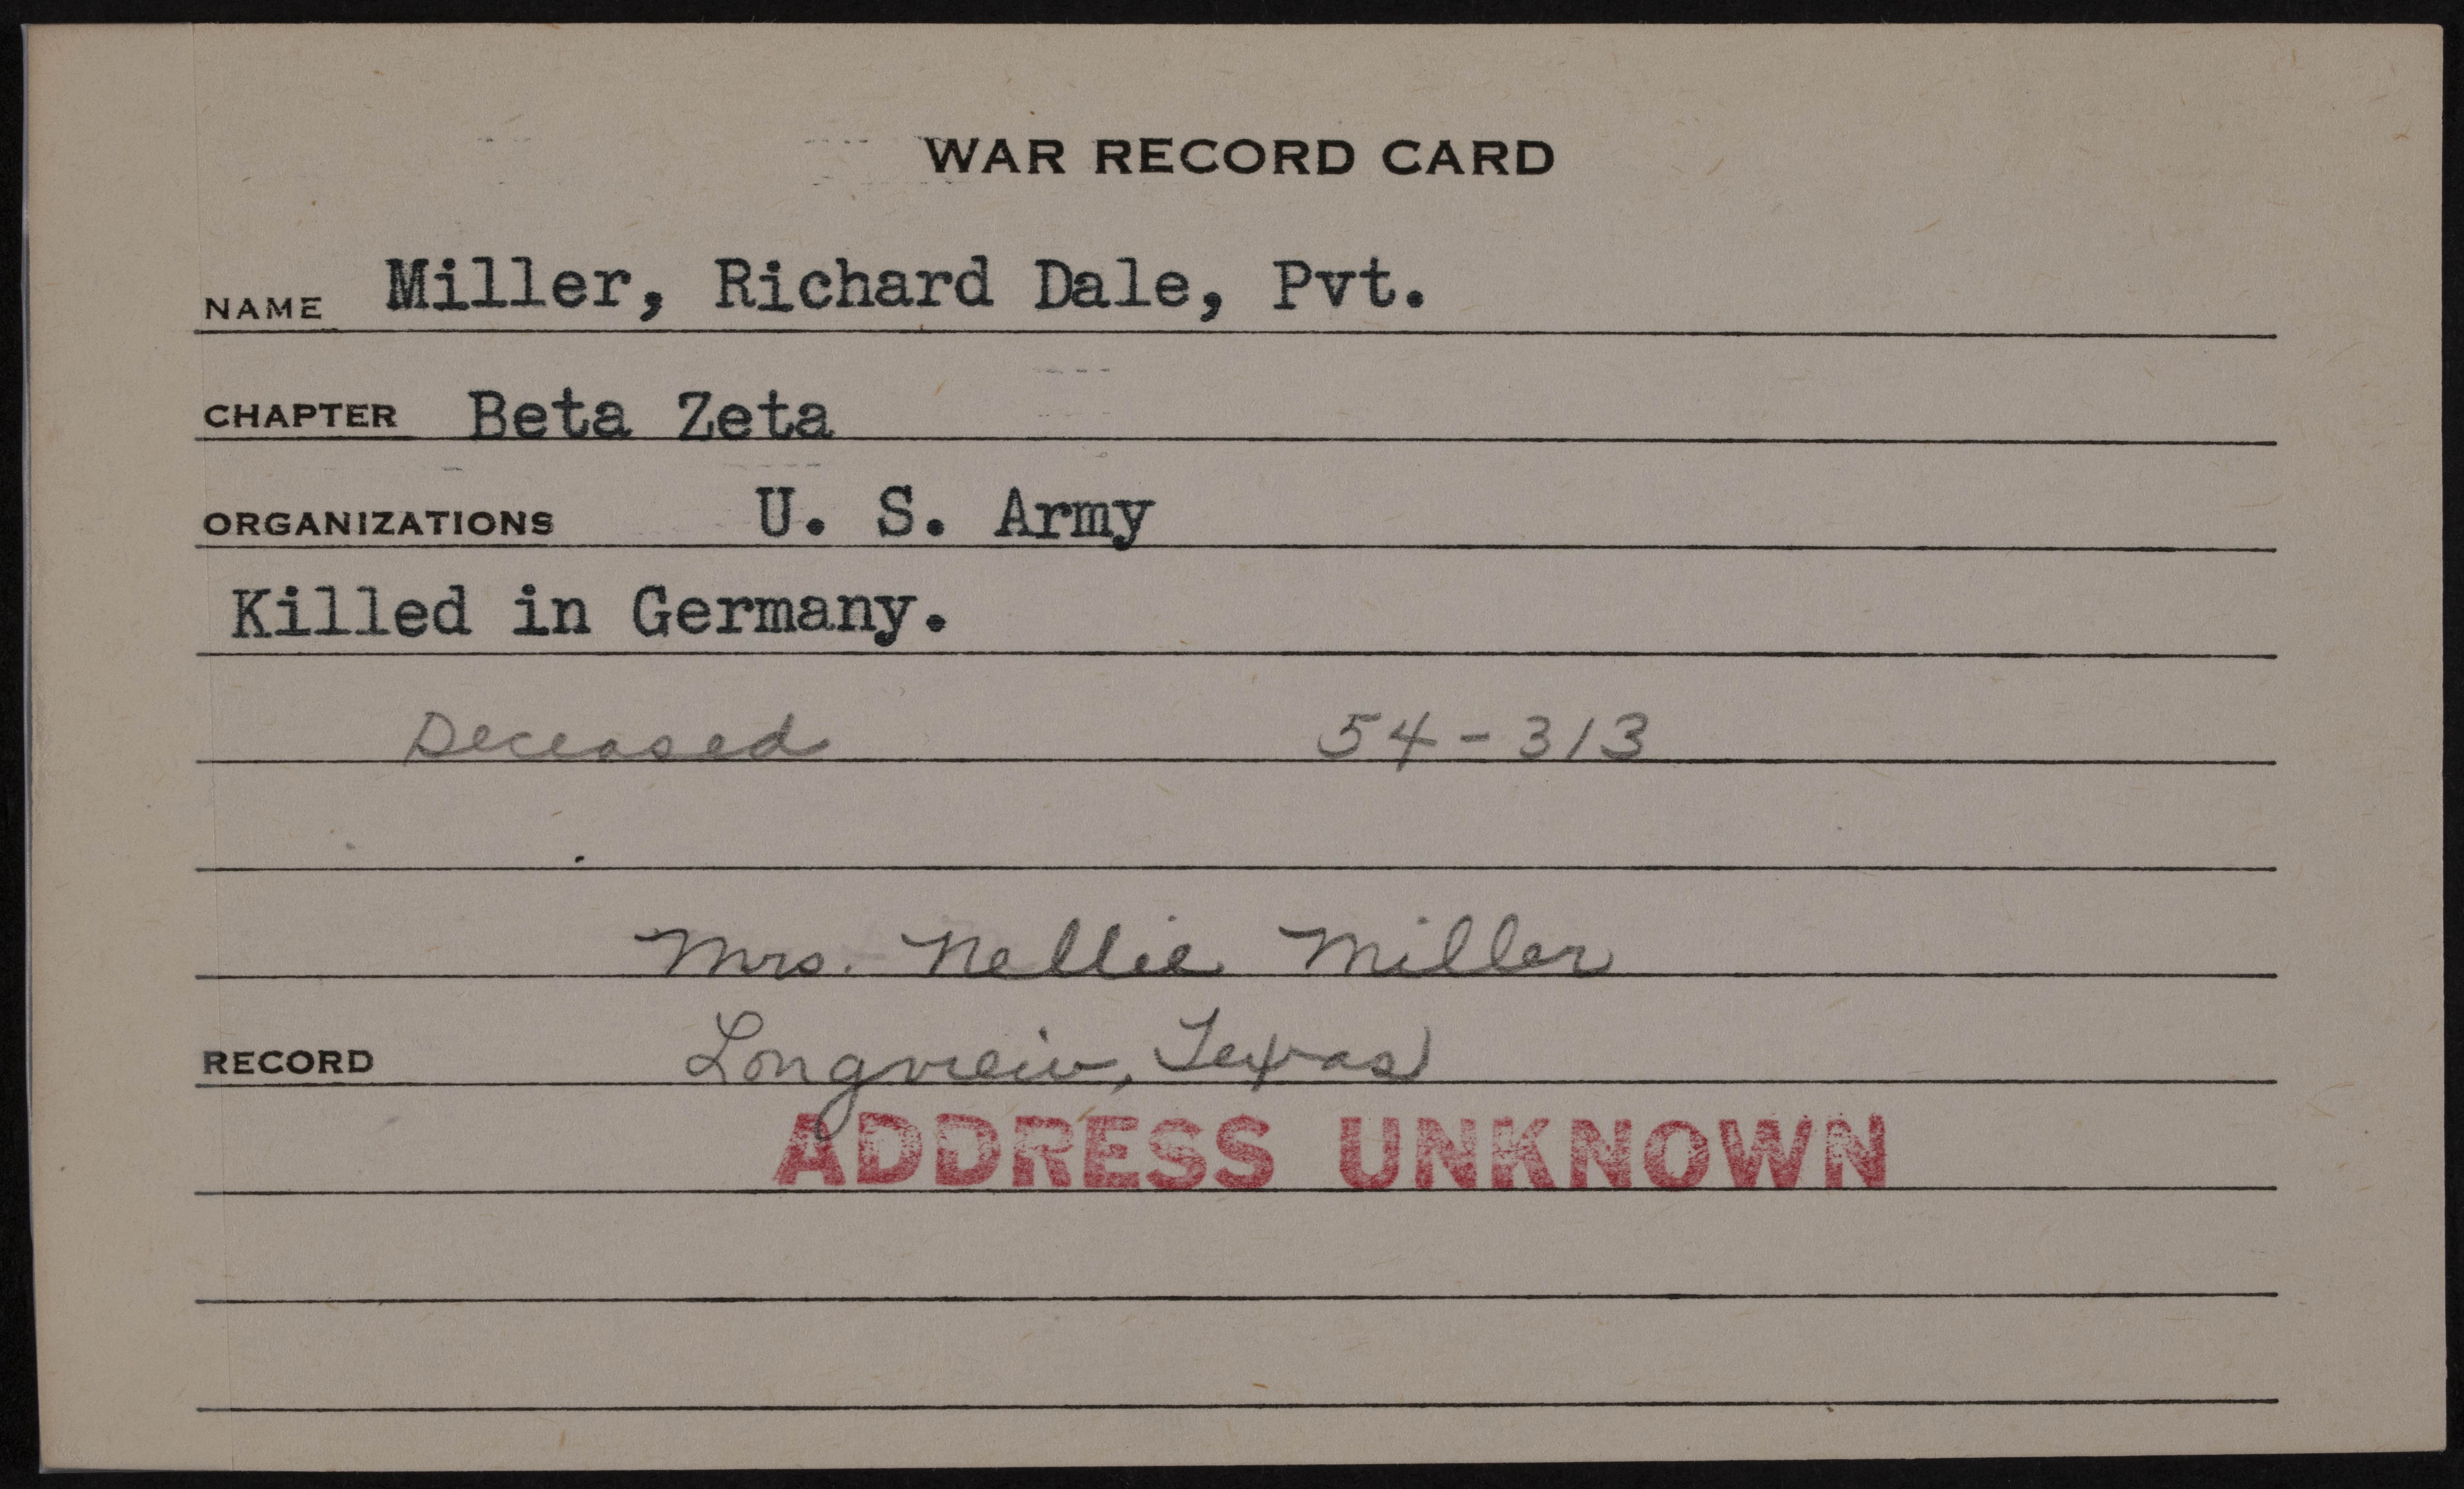 WAR RECORD CARD
NAME Miller, Richard Dale, Pvt.
CHAPTER Beta Zeta
ORGANIZATIONS U. S. Army
Killed in Germany.
Deceased 54-313
Mrs. Nellie Miller
RECORD Longview, Texas
ADDRESS UNKNOWN